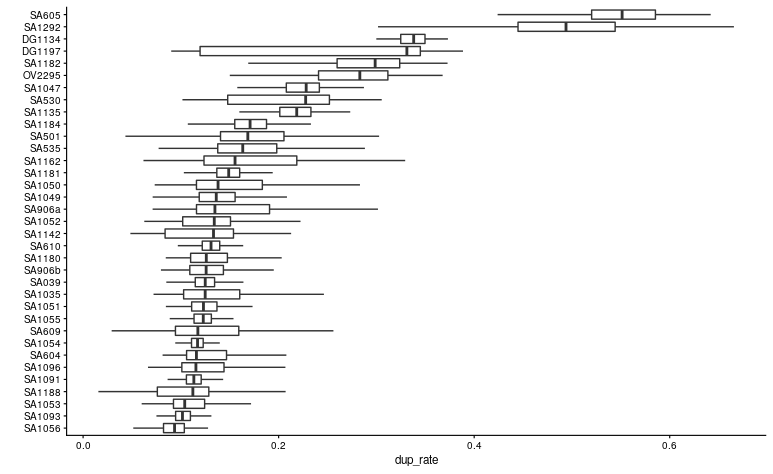 SA605
SA1292
DG1134
DG1197
SA1182
OV2295
SA1047
SA530
SA1135
SA1184
SA501
SA535
SA1162
SA1181
SA1050
SA1049
SA906a
SA1052
SA1142
SA610
SA1180
SA906b
SA039
SA1035
SA1051
SA1055
SA609
SA1054
SA604
SA1096
SA1091
SA1188
SA1053
SA1093
SA1056
0.0 0.2 0.4 0.6
dup_rate